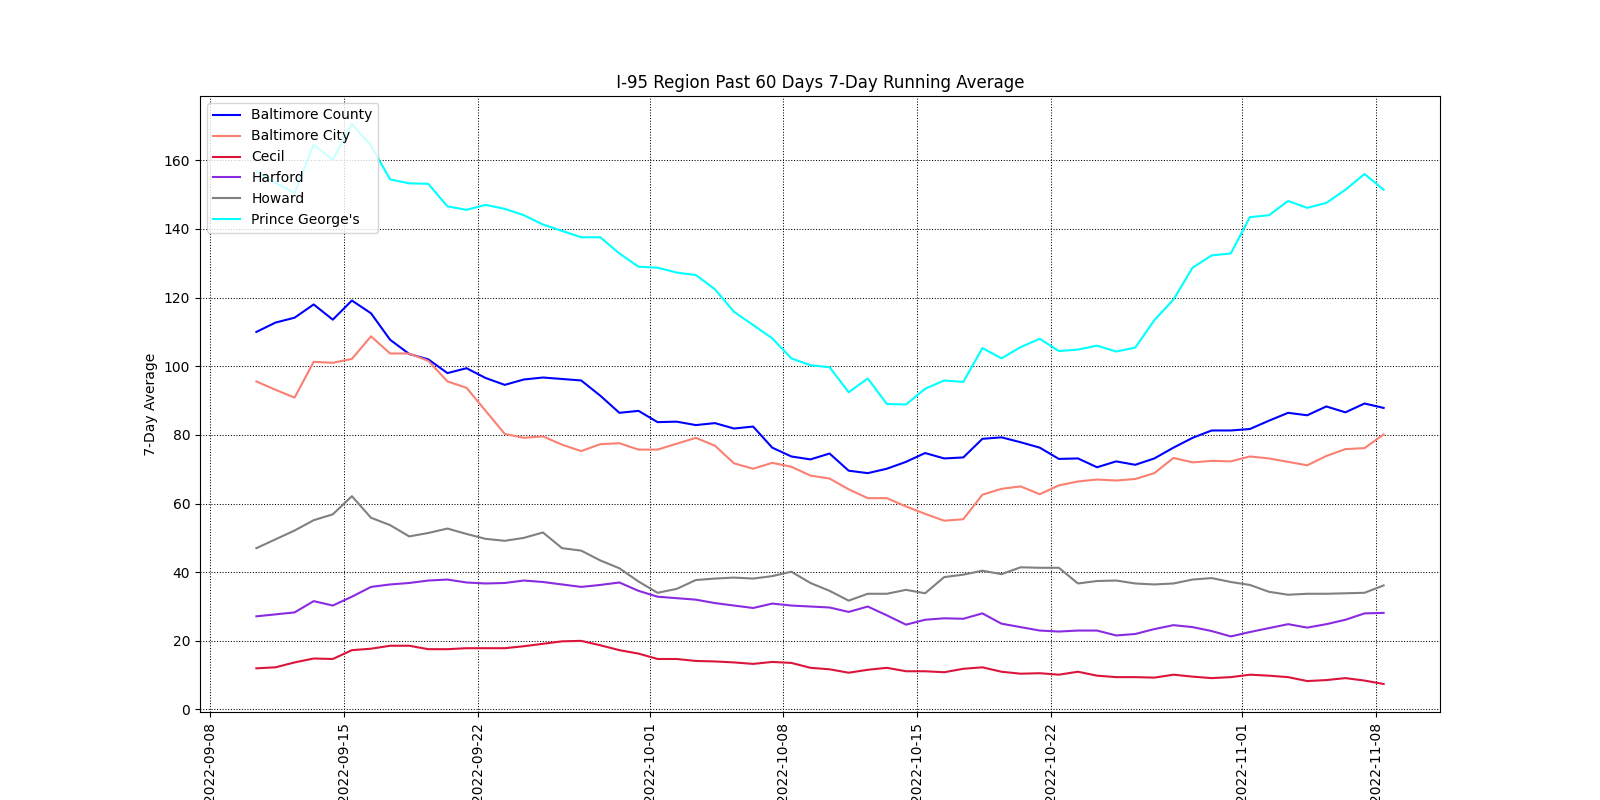 I-95 Region Past 60 Days 7-Day Running Average
Baltimore County
Baltimore City
Cecil
Harford
Howard
Prince George's
7-Day Average
160
140
120
100
80
60
40
20
0
2022-09-08
2022-09-15
2022-09-22
2022-10-01
2022-10-08
2022-10-15
2022-10-22
2022-11-01
2022-11-08